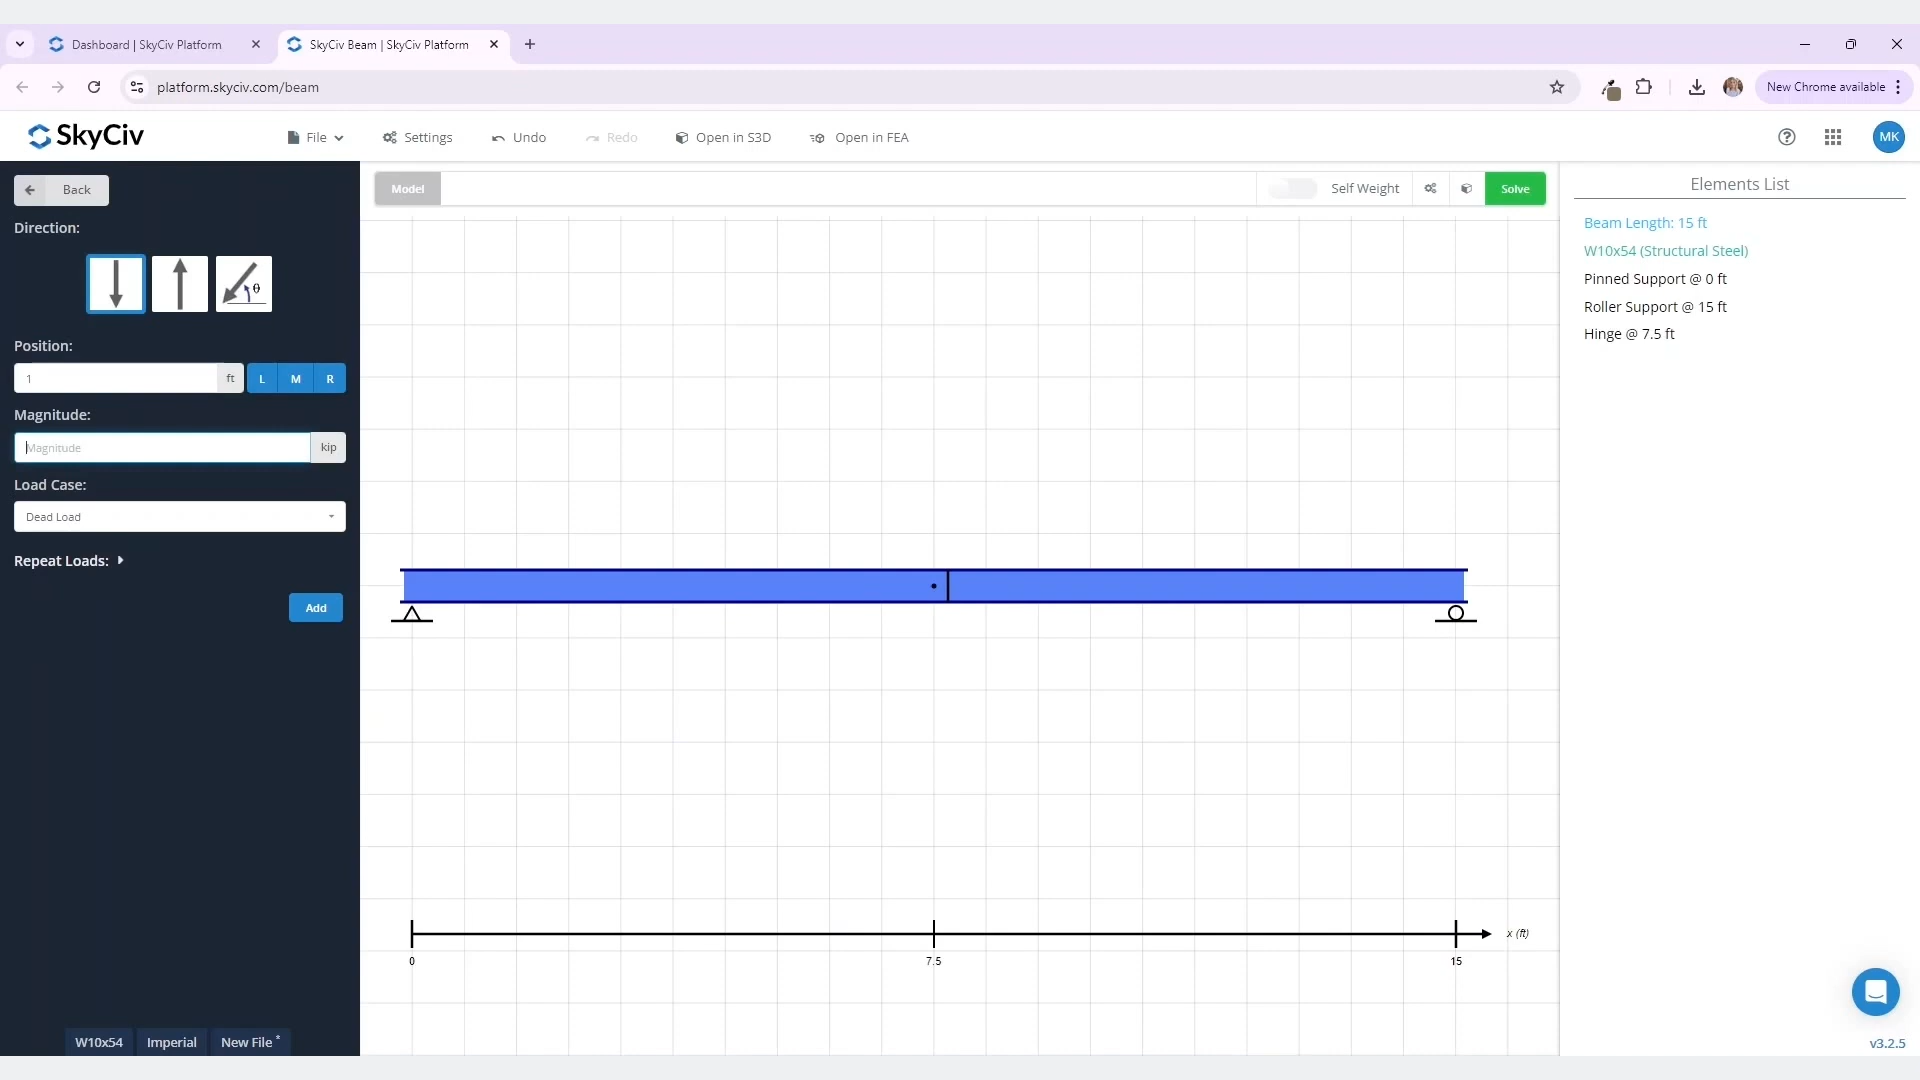 Dashboard | SkyCiv Platform
SkyCiv Beam | SkyCiv Platform
platform.skyciv.com/beam
New Chrome available
SkyCiv
File
Settings
Undo
Redo
Open in S3D
Open in FEA
MK
Back
Direction:
θ
Position:
1
ft
L
M
R
Magnitude:
Magnitude
kip
Load Case:
Dead Load
Repeat Loads:
Add
W10x54
Imperial
New File *
Model
Self Weight
Solve
x (ft)
0
7.5
15
Elements List
Beam Length: 15 ft
W10x54 (Structural Steel)
Pinned Support @ 0 ft
Roller Support @ 15 ft
Hinge @ 7.5 ft
v3.2.5